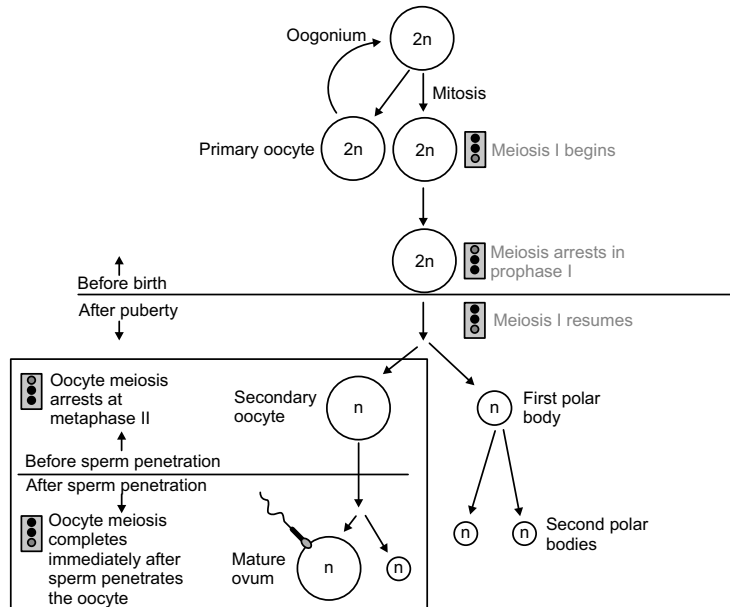 Oogonium
2n
Mitosis
Primary oocyte
2n
2n
Meiosis I begins
2n
Meiosis arrests in
prophase I
Before birth
After puberty
Meiosis I resumes
Oocyte meiosis
arrests at
metaphase II
Secondary
oocyte
n
n
First polar
body
Before sperm penetration
After sperm penetration
Oocyte meiosis
completes
immediately after
sperm penetrates
the oocyte
Mature
ovum
n
n
n
n
Second polar
bodies